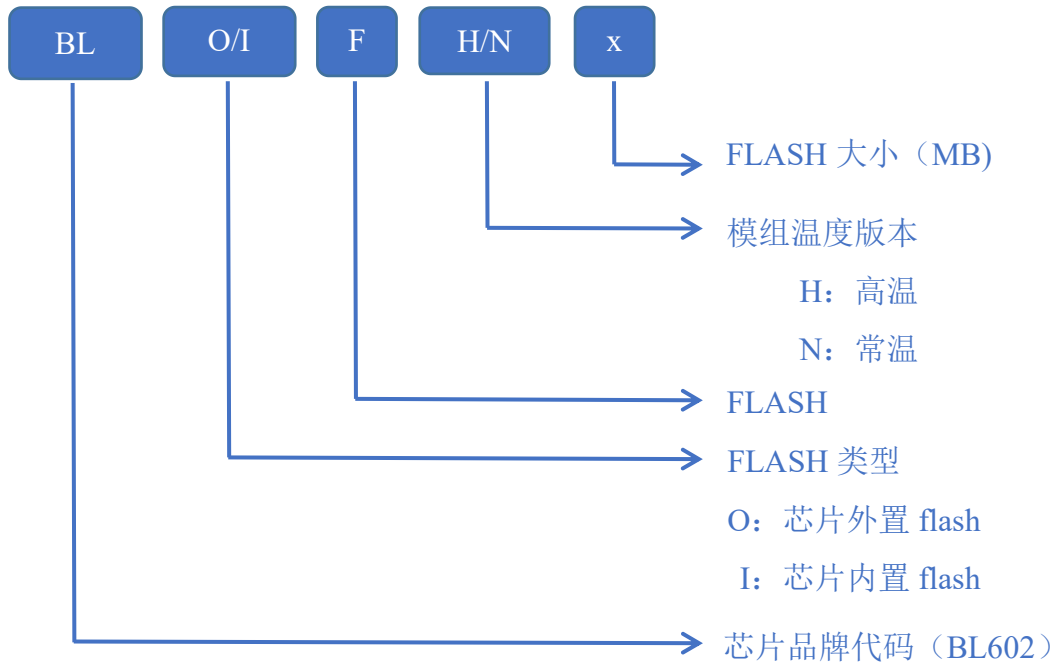 BL O/I F H/N x
FLASH 大小（MB)
模组温度版本
H：高温
N：常温
FLASH
FLASH 类型
O：芯片外置 flash
I：芯片内置 flash
芯片品牌代码（BL602）